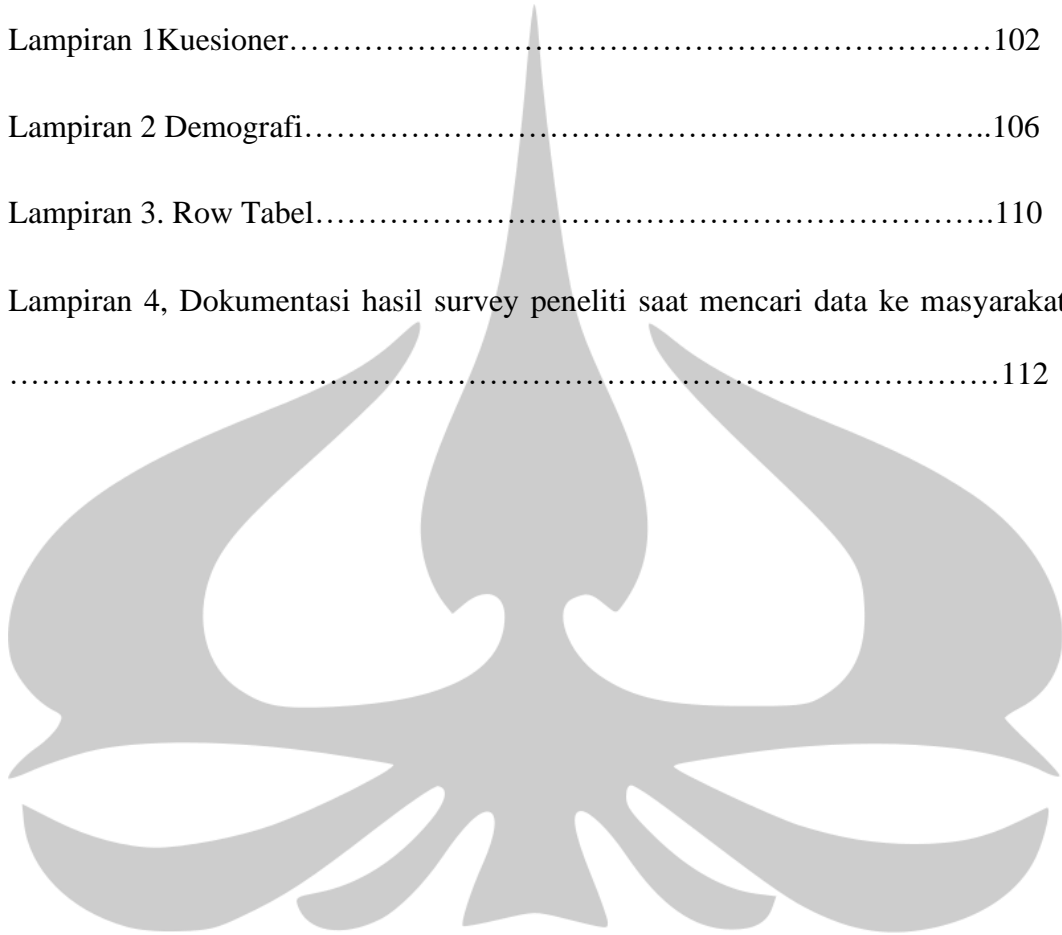 Lampiran 1Kuesioner…………………………………………………………102
Lampiran 2 Demografi………………………………………………………..106
Lampiran 3. Row Tabel……………………………………………………….110
Lampiran 4, Dokumentasi hasil survey peneliti saat mencari data ke masyarakat
…………………………………………………………………………………112